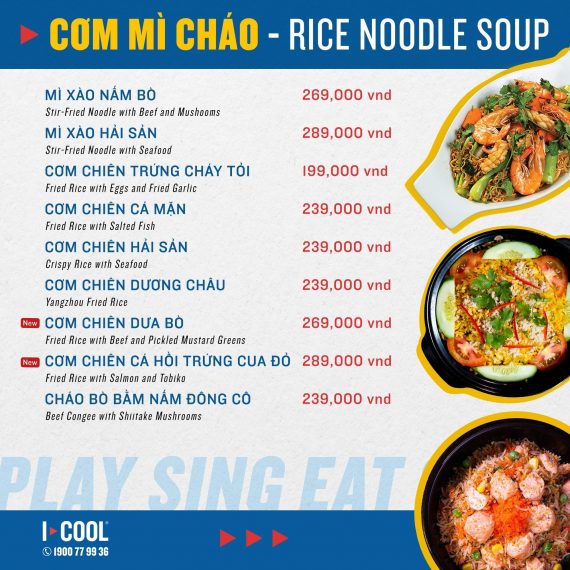 CƠM MÌ CHÁO - RICE NOODLE SOUP
MÌ XÀO NẤM BÒ 269,000 vnd
Stir-Fried Noodle with Beef and Mushooms
MÌ XÀO HẢI SẢN 289,000 vnd
Stir-Fried Noodle with Seafood
CƠM CHIÊN TRỨNG CHÁY TỎI 199,000 vnd
Fried Rice with Eggs and Fried Garlic
CƠM CHIÊN CÁ MẶN 239,000 vnd
Fried Rice with Salted Fish
CƠM CHIÊN HẢI SẢN 239,000 vnd
Crispy Rice with Seafood
CƠM CHIÊN DƯƠNG CHÂU 239,000 vnd
Yangzhou Fried Rice
New CƠM CHIÊN DƯA BÒ 269,000 vnd
Fried Rice with Beef and Pickled Mustard Greens
New CƠM CHIÊN CÁ HỒI TRỨNG CUA ĐỎ 289,000 vnd
Fried Rice with Salmon and Tobiko
CHÁO BÒ BẰM NẤM ĐÔNG CÔ 239,000 vnd
Beef Congee with Shiitake Mushrooms
PLAY SING EAT
I COOL®
1900 77 99 36